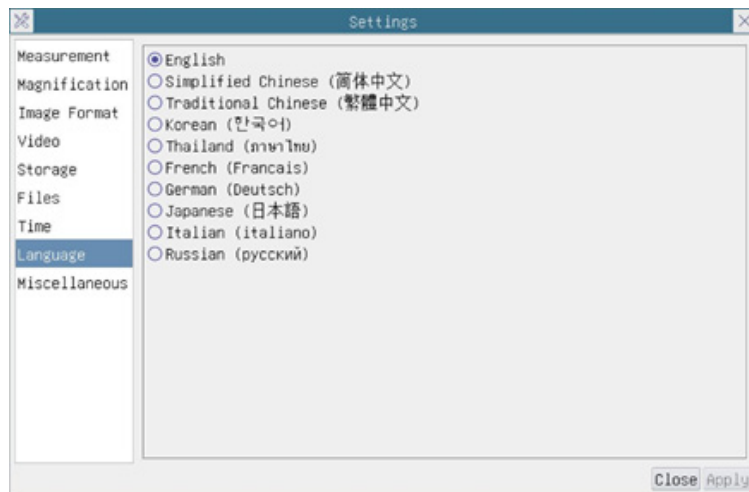 Settings
Measurement
Magnification
Image Format
Video
Storage
Files
Time
Language
Miscellaneous
English
Simplified Chinese (简体中文)
Traditional Chinese (繁體中文)
Korean (한국어)
Thailand (ภาษาไทย)
French (Francais)
German (Deutsch)
Japanese (日本語)
Italian (italiano)
Russian (русский)
Close Apply